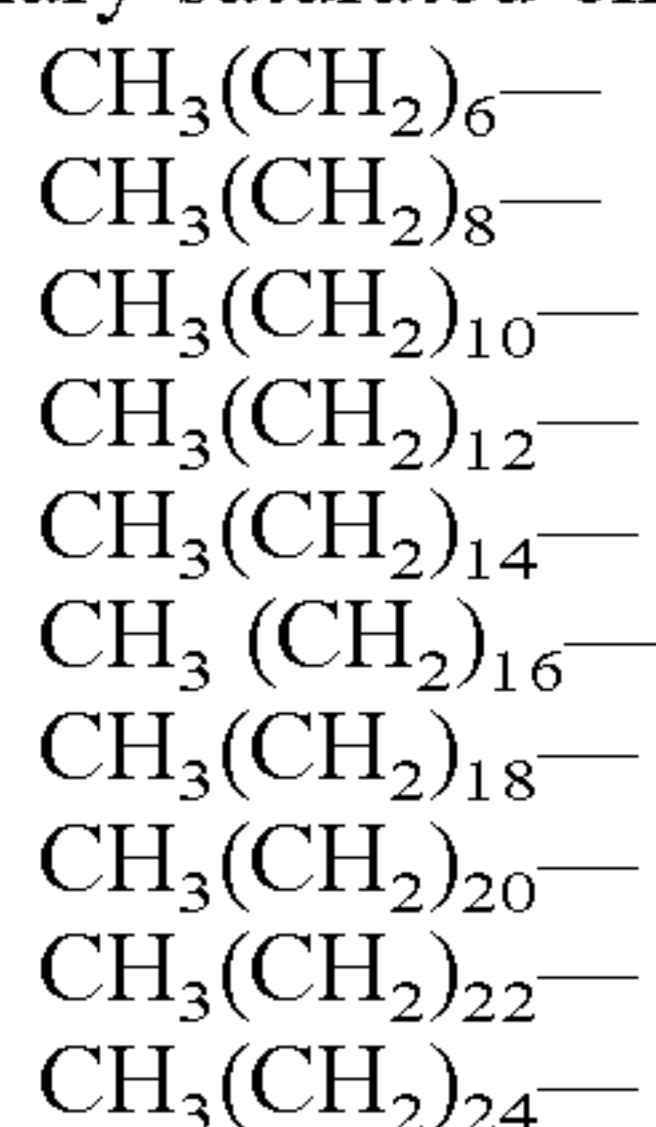 saturated
CH₃(CH₂)₆—
CH₃(CH₂)₈—
CH₃(CH₂)₁₀—
CH₃(CH₂)₁₂—
CH₃(CH₂)₁₄—
CH₃ (CH₂)₁₆—
CH₃(CH₂)₁₈—
CH₃(CH₂)₂₀—
CH₃(CH₂)₂₂—
CH₃(CH₂)₂₄—